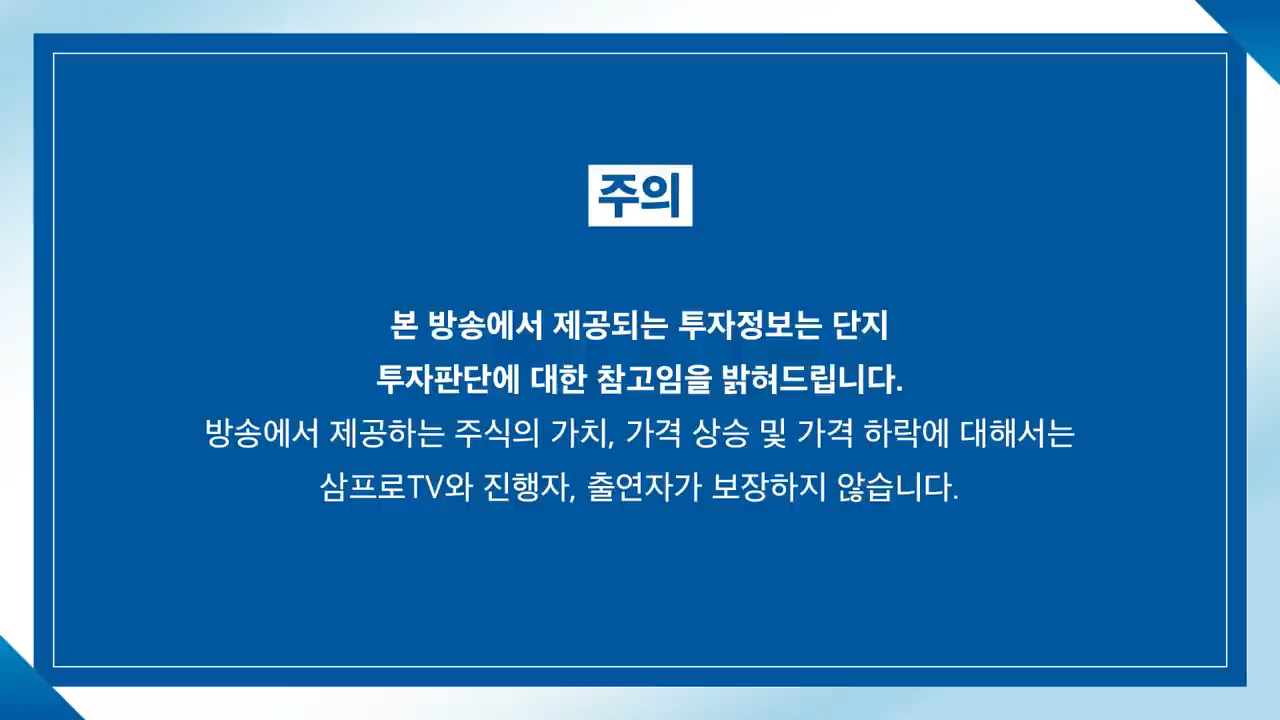 주의
본 방송에서 제공되는 투자정보는 단지
투자판단에 대한 참고임을 밝혀드립니다.
방송에서 제공하는 주식의 가치, 가격 상승 및 가격 하락에 대해서는
삼프로TV와 진행자, 출연자가 보장하지 않습니다.